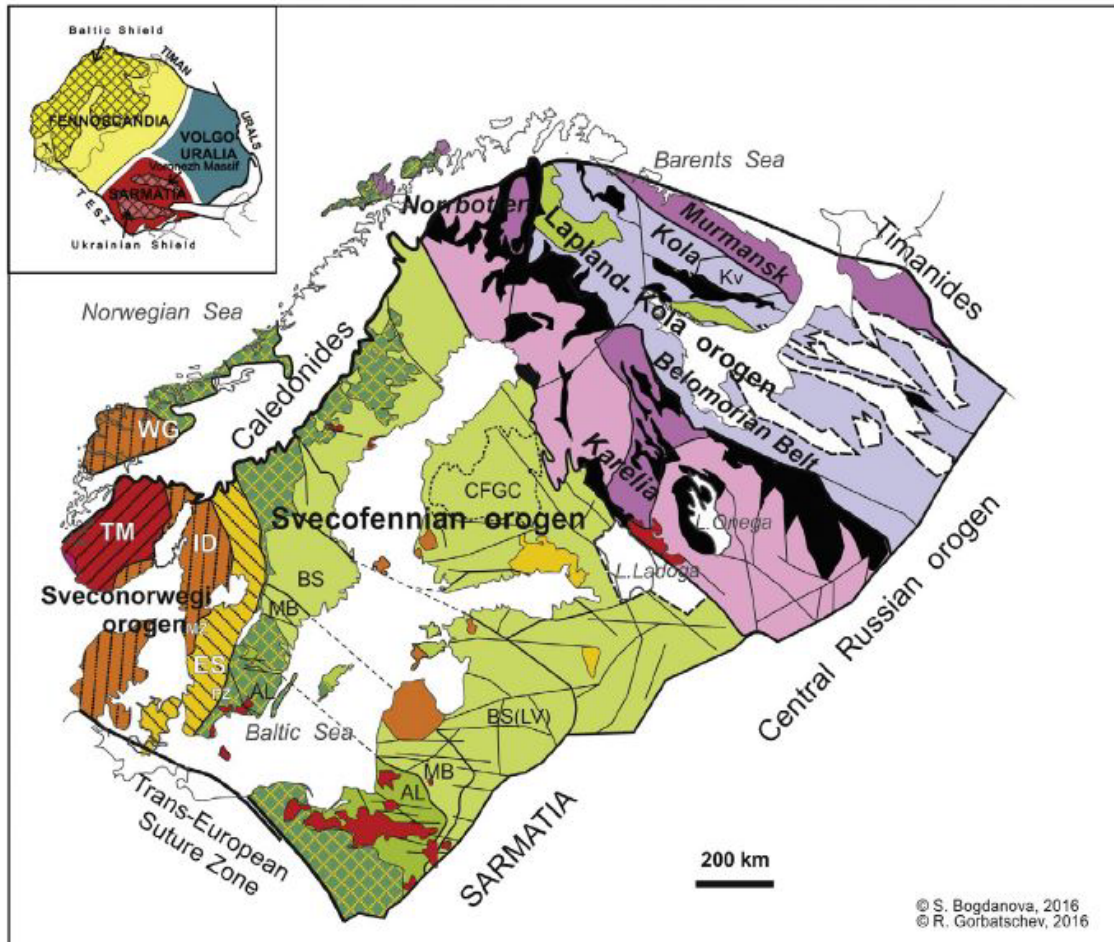 Baltic Shield
TIMAN
FENNOSCANDIA
URALS
VOLGO
URALIA
Voronezh Massif
SARMATIA
TESZ
Ukrainian Shield
Barents Sea
Norrbotten
Lapland-
Kola
Murmansk
Kv
Timanides
Kola orogen
Norwegian Sea
Belomorian Belt
Caledonides
WG
Karelia
CFGC
TM
ID
Svecofennian orogen
L.Onega
BS
L.Ladoga
Sveconorwegi
orogen
MZ
MB
ES
PZ
AL
Central Russian orogen
Baltic Sea
BS(LV)
MB
AL
Trans-European
Suture Zone
SARMATIA
200 km
© S. Bogdanova, 2016
© R. Gorbatschev, 2016